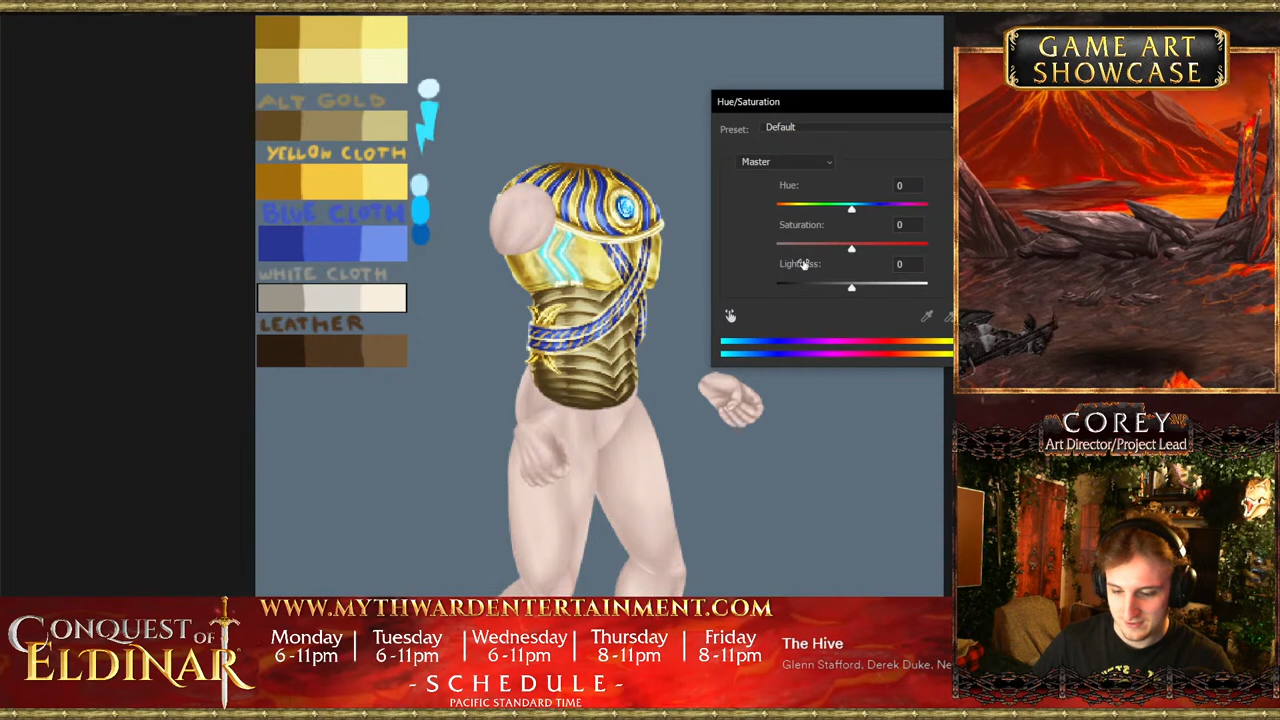 ALT GOLD
YELLOW CLOTH
BLUE CLOTH
WHITE CLOTH
LEATHER
Hue/Saturation
Preset: Default
Master
Hue: 0
Saturation: 0
Lightness: 0
GAME ART
SHOWCASE
COREY
Art Director/Project Lead
CONQUEST OF
ELDINAR
WWW.MYTHWARDENTERTAINMENT.COM
Monday | Tuesday | Wednesday | Thursday | Friday
6-11pm | 6-11pm | 6-11pm | 8-11pm | 8-11pm
-SCHEDULE-
PACIFIC STANDARD TIME
The Hive
Glenn Stafford, Derek Duke, Ne